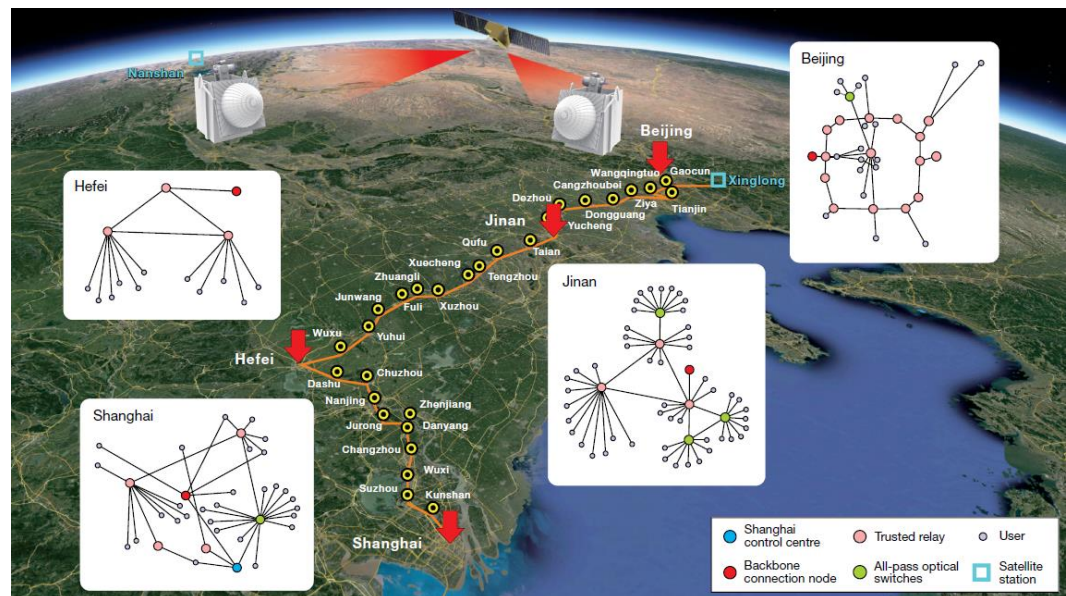 Nanshan
Beijing
Beijing
Wangqingtuo
Gaocun
Cangzhoubei
Xinglong
Dezhou
Ziya
Dongguang
Tianjin
Hefei
Jinan
Yucheng
Qufu
Taian
Xuecheng
Tengzhou
Zhuangli
Jinan
Junwang
Xuzhou
Fuli
Wuxu
Yuhui
Hefei
Chuzhou
Dashu
Nanjing
Zhenjiang
Shanghai
Jurong
Danyang
Changzhou
Wuxi
Suzhou
Kunshan
Shanghai
Shanghai
control centre
Trusted relay
User
Backbone
connection node
All-pass optical
switches
Satellite
station